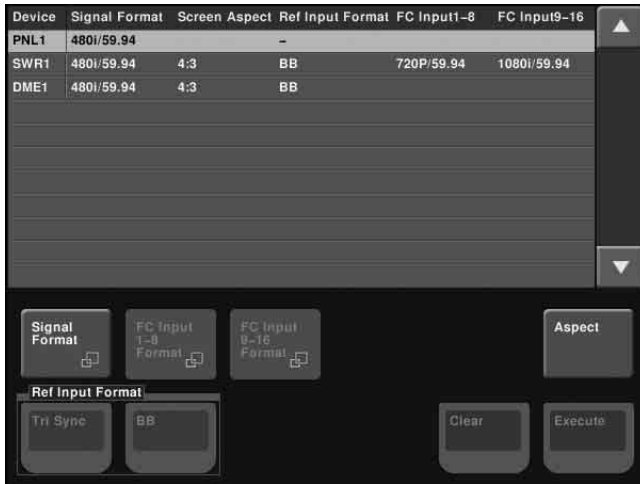 Device Signal Format Screen Aspect Ref Input Format FC Input1–8 FC Input9–16
PNL1 480i/59.94 –
SWR1 480i/59.94 4:3 BB 720P/59.94 1080i/59.94
DME1 480i/59.94 4:3 BB
Signal
Format
FC Input
1–8
Format
FC Input
9–16
Format
Aspect
Ref Input Format
Tri Sync
BB
Clear
Execute